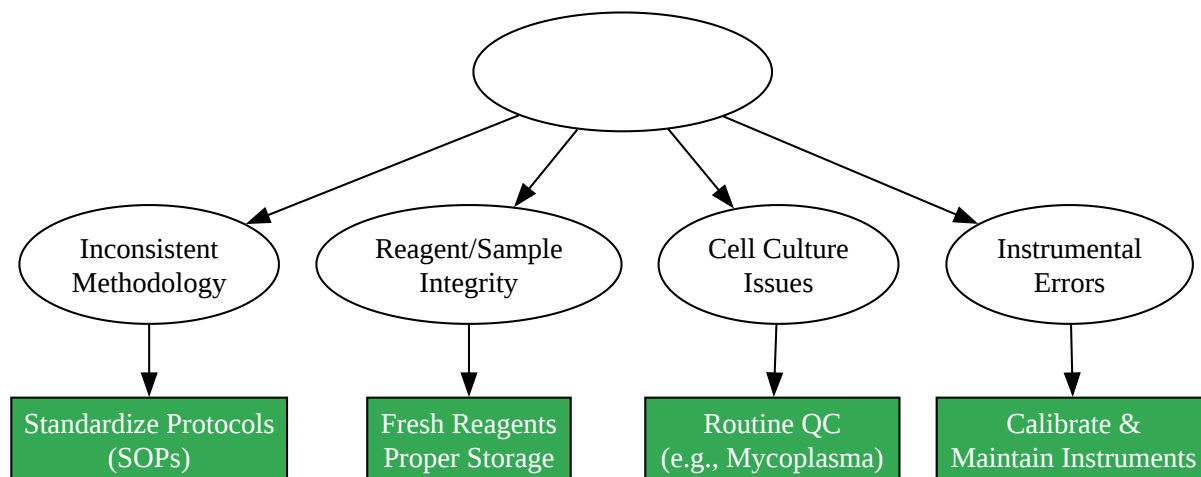 Inconsistent
Methodology
Reagent/Sample
Integrity
Cell Culture
Issues
Instrumental
Errors
Standardize Protocols
(SOPs)
Fresh Reagents
Proper Storage
Routine QC
(e.g., Mycoplasma)
Calibrate &
Maintain Instruments